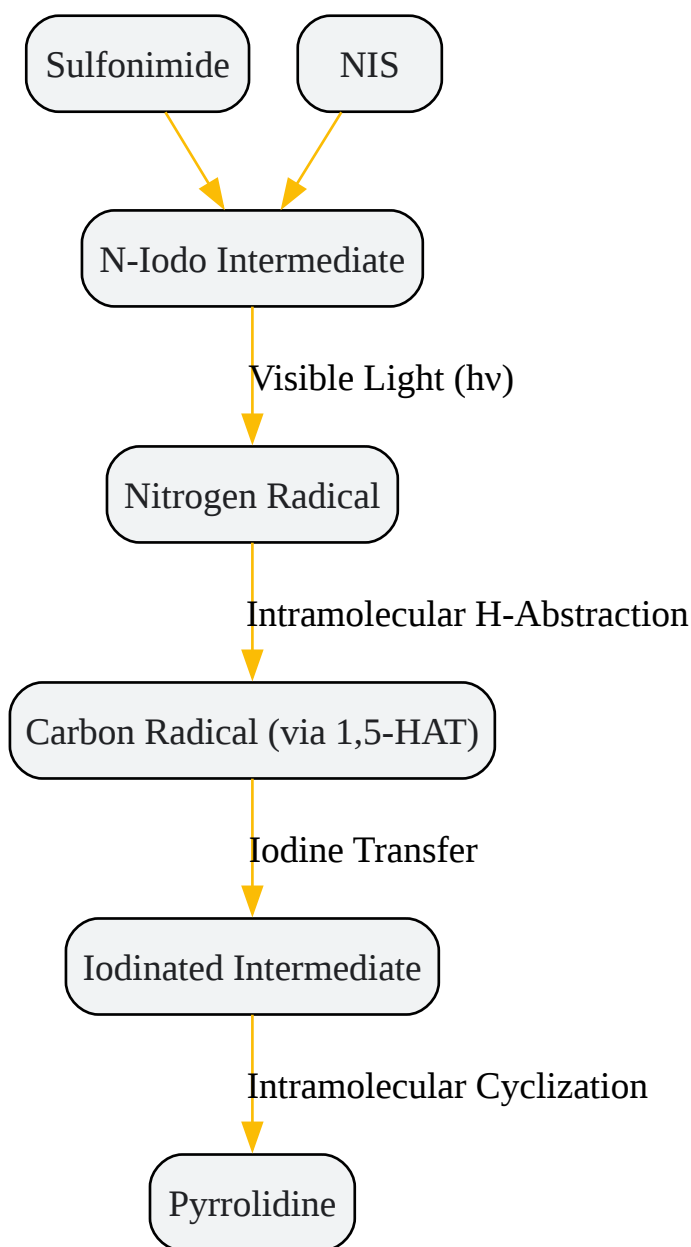 Sulfonimide
NIS
N-Iodo Intermediate
Visible Light (hν)
Nitrogen Radical
Intramolecular H-Abstraction
Carbon Radical (via 1,5-HAT)
Iodine Transfer
Iodinated Intermediate
Intramolecular Cyclization
Pyrrolidine